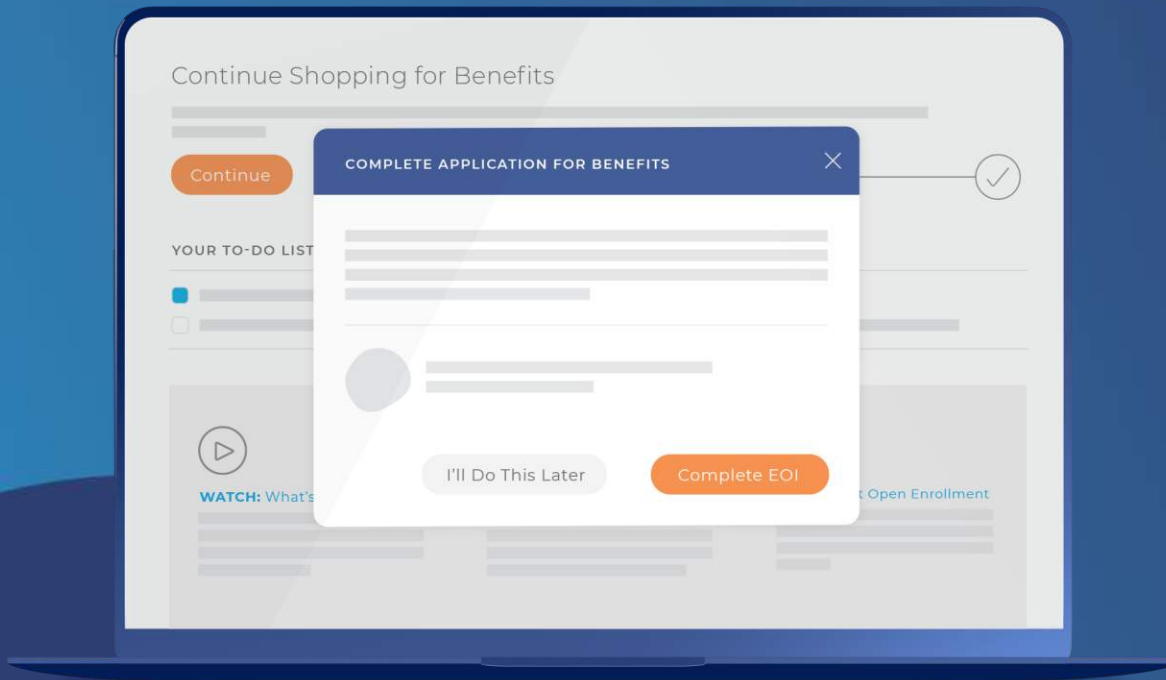 Continue Shopping for Benefits
COMPLETE APPLICATION FOR BENEFITS
Continue
YOUR TO-DO LIST
I'll Do This Later
Complete EOI
WATCH: What's
Open Enrollment